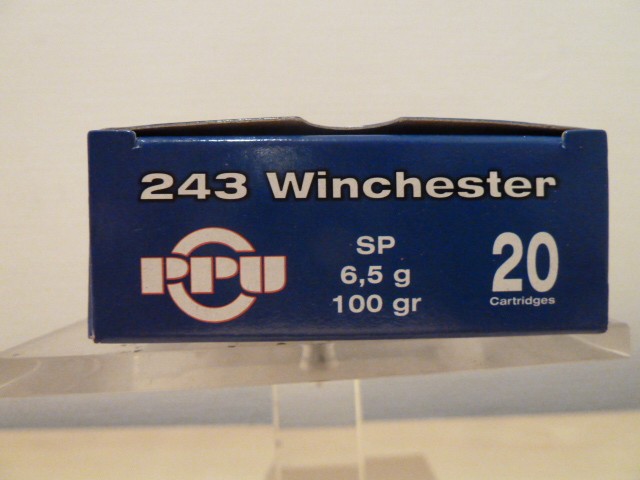 243 Winchester
PPU
SP
6,5 g
100 gr
20
Cartridges